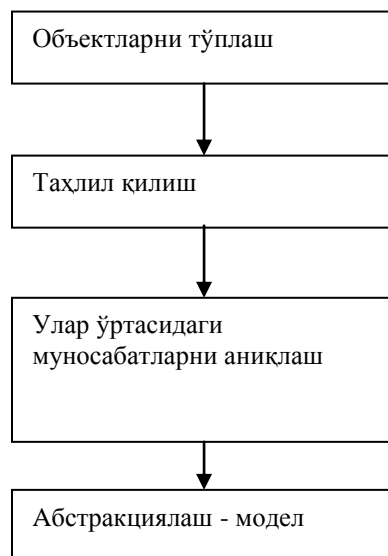 Объектларни тўплаш
Таҳлил қилиш
Улар ўртасидаги
муносабатларни аниқлаш
Абстракциялаш - модел